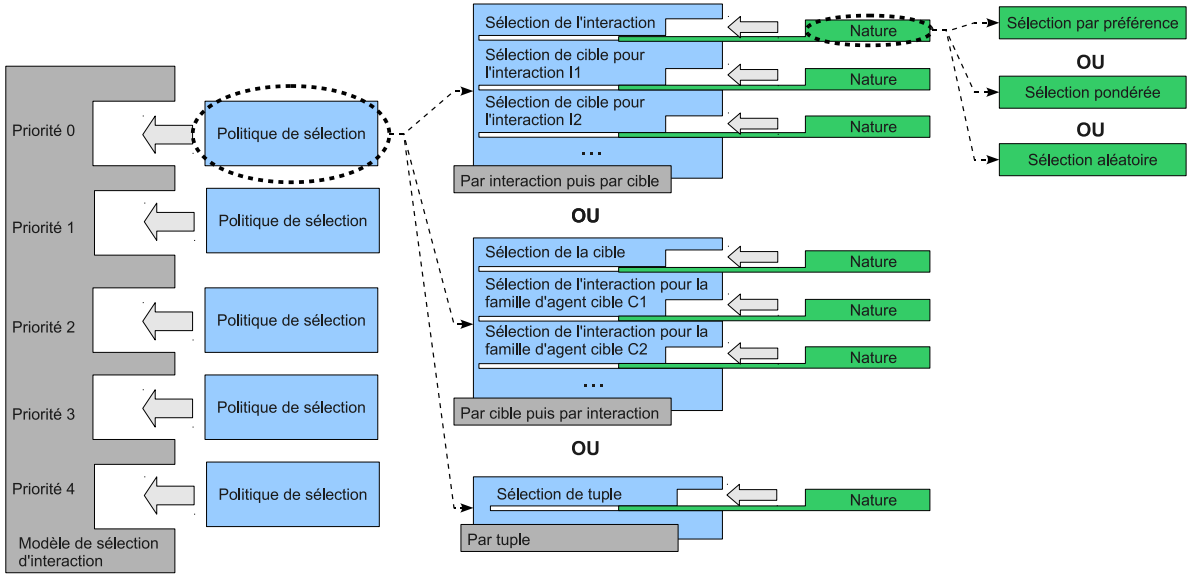 Priorité 0
Priorité 1
Priorité 2
Priorité 3
Priorité 4
Modèle de sélection
d'interaction
Politique de sélection
Politique de sélection
Politique de sélection
Politique de sélection
Politique de sélection
Sélection de l'interaction
Nature
Sélection de cible pour
l'interaction I1
Nature
Sélection de cible pour
l'interaction I2
Nature
...
Par interaction puis par cible
OU
Sélection de la cible
Nature
Sélection de l'interaction pour la
famille d'agent cible C1
Nature
Sélection de l'interaction pour la
famille d'agent cible C2
Nature
...
Par cible puis par interaction
OU
Sélection de tuple
Nature
Par tuple
Sélection par préférence
OU
Sélection pondérée
OU
Sélection aléatoire